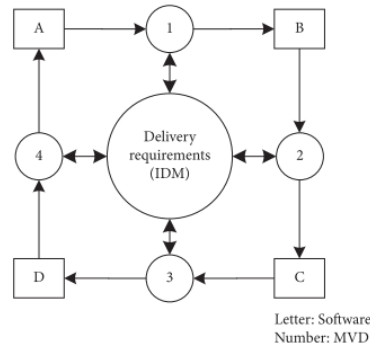 A
1
B
Delivery
requirements
(IDM)
4
2
D
3
C
Letter: Software
Number: MVD